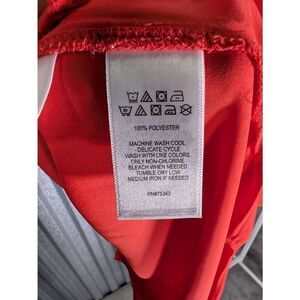 100% POLYESTER
MACHINE WASH COOL
- DELICATE CYCLE
WASH WITH LIKE COLORS
ONLY NON-CHLORINE
BLEACH WHEN NEEDED
TUMBLE DRY LOW
MEDIUM IRON IF NEEDED
RN#75343